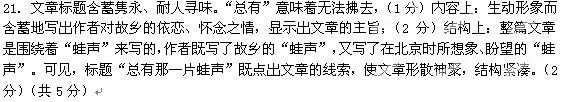 21. 文章标题含蓄隽永、耐人寻味。“总有”意味着无法拂去，（1 分）内容上：生动形象而
含蓄地写出作者对故乡的依恋、怀念之情，显示出文章的主旨；（2 分）结构上：整篇文章
是围绕着“蛙声”来写的，作者既写了故乡的“蛙声”，又写了在北京时所想象、盼望的“蛙
声”。可见，标题“总有那一片蛙声”既点出文章的线索，使文章形散神聚，结构紧凑。（2
分）（共 5 分）